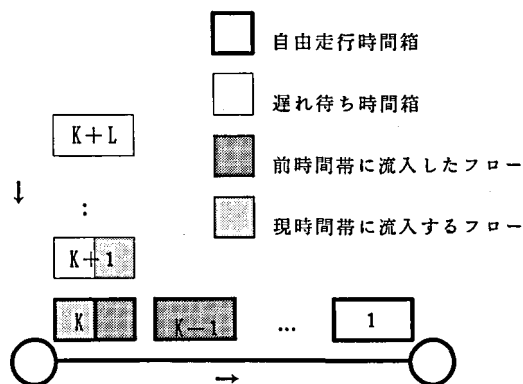 自由走行時間箱
遅れ待ち時間箱
K+L
前時間帯に流入したフロー
↓
:
現時間帯に流入するフロー
K+1
K K-1 … 1
→